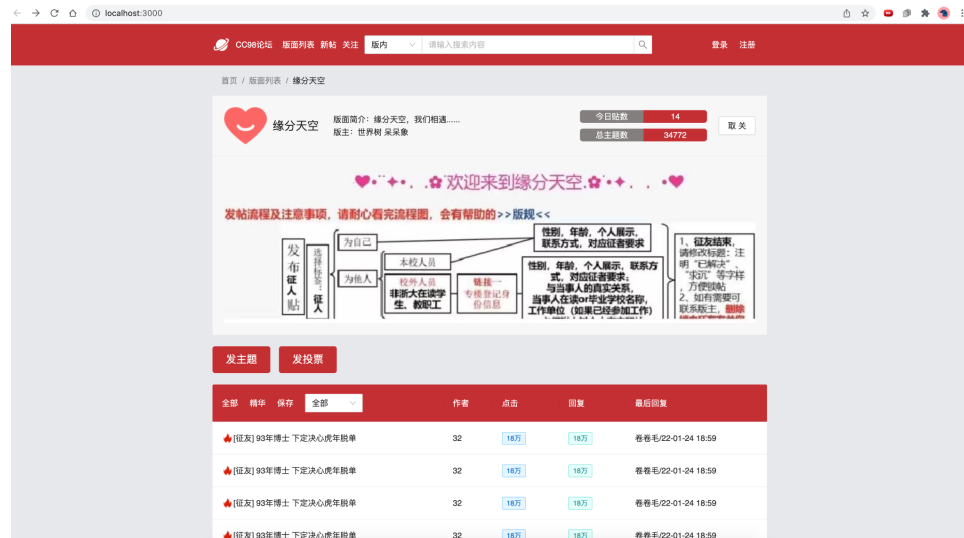 localhost:3000
CC98论坛 版面列表 新帖 关注 版内 请输入搜索内容 登录 注册
首页 / 版面列表 / 缘分天空
缘分天空
版面简介：缘分天空，我们相遇......
版主：世界树 呆呆象
今日贴数 14
总主题数 34772
取 关
欢迎来到缘分天空
发帖流程及注意事项，请耐心看完流程图，会有帮助的>>版规<<
发布征人贴
选择标签：征人
为自己
为他人
本校人员
校外人员
非浙大在读学生、教职工
链接一
专楼登记身份信息
性别，年龄，个人展示，
联系方式，对应征者要求
性别，年龄，个人展示，联系方
式，对应征者要求；
与当事人的真实关系，
当事人在读or毕业学校名称，
工作单位（如果已经参加工作）
1、征友结束，
请修改标题：注
明“已解决”
“求沉”等字样
，方便锁帖
2、如有需要可
联系版主，删除
发主题 发投票
全部 精华 保存 全部 作者 点击 回复 最后回复
[征友] 93年博士 下定决心虎年脱单 32 18万 18万 卷卷毛/22-01-24 18:59
[征友] 93年博士 下定决心虎年脱单 32 18万 18万 卷卷毛/22-01-24 18:59
[征友] 93年博士 下定决心虎年脱单 32 18万 18万 卷卷毛/22-01-24 18:59
[征友] 93年博士 下定决心虎年脱单 32 18万 18万 卷卷毛/22-01-24 18:59